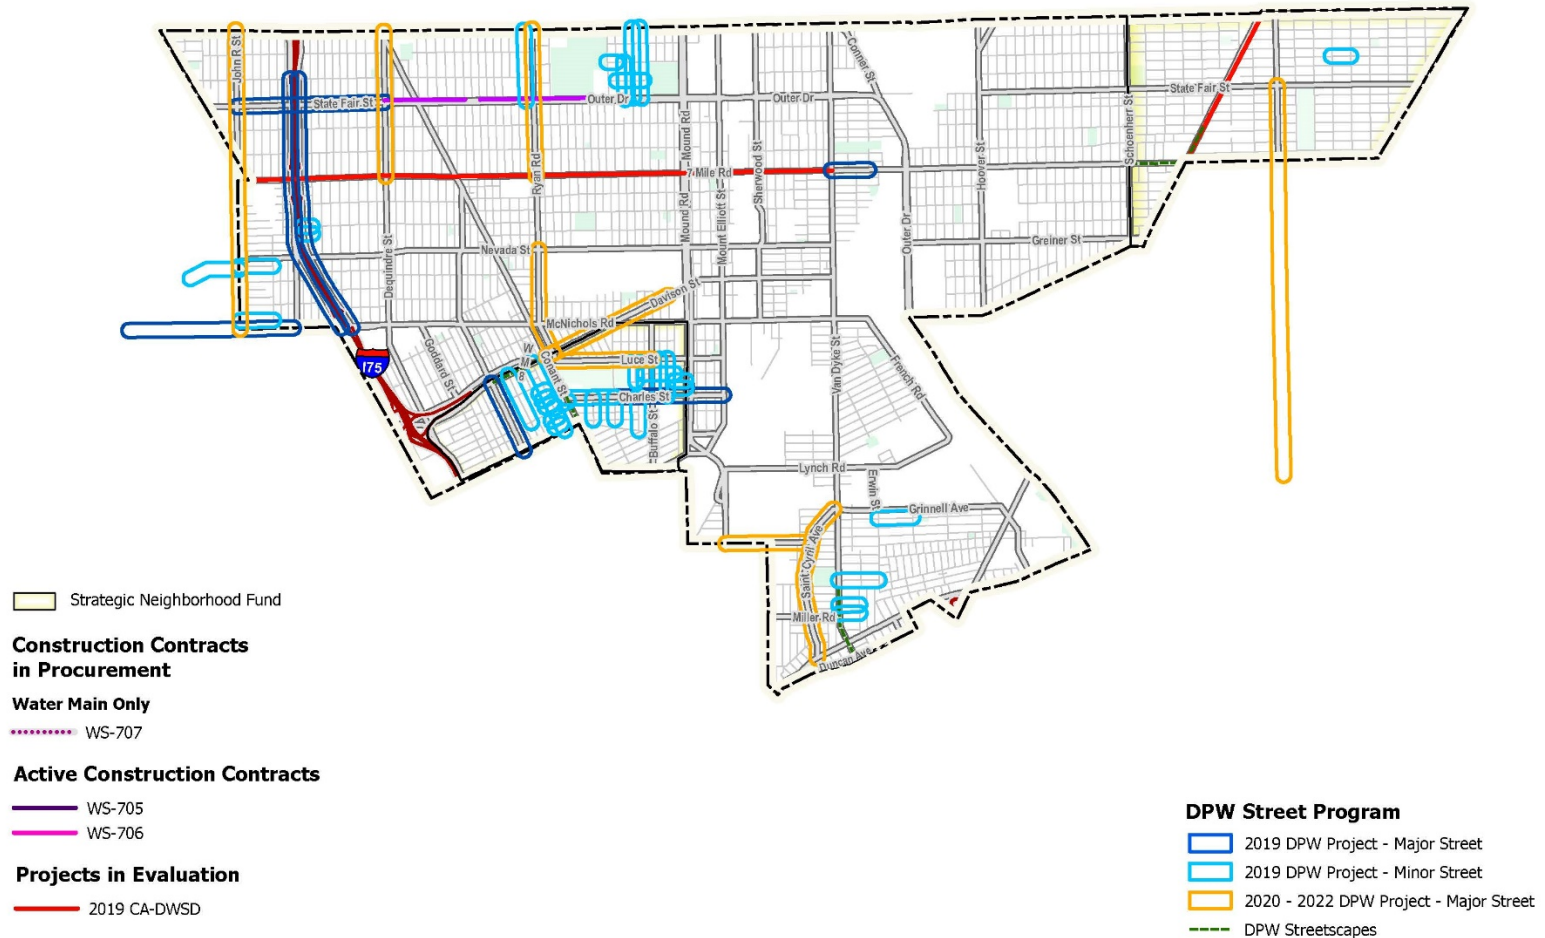 John R St
Conner St
State Fair St
Outer Dr
Outer Dr
State Fair St
Ryan Rd
Mound Rd
Sherwood St
Schoenherr St
7 Mile Rd
Hoover St
Mound Rd
Mount Elliott St
Outer Dr
Dequindre St
Nevada St
Greiner St
Davison St
McNichols Rd
Goddard St
W
M
8
Conant St
Luce St
Van Dyke St
French Rd
175
Charles St
Buffalo St
Lynch Rd
Erwin St
Grinnell Ave
Saint Cyril Ave
Miller Rd
Duncan Ave
Strategic Neighborhood Fund
Construction Contracts
in Procurement
Water Main Only
WS-707
Active Construction Contracts
WS-705
WS-706
Projects in Evaluation
2019 CA-DWSD
DPW Street Program
2019 DPW Project - Major Street
2019 DPW Project - Minor Street
2020 - 2022 DPW Project - Major Street
DPW Streetscapes